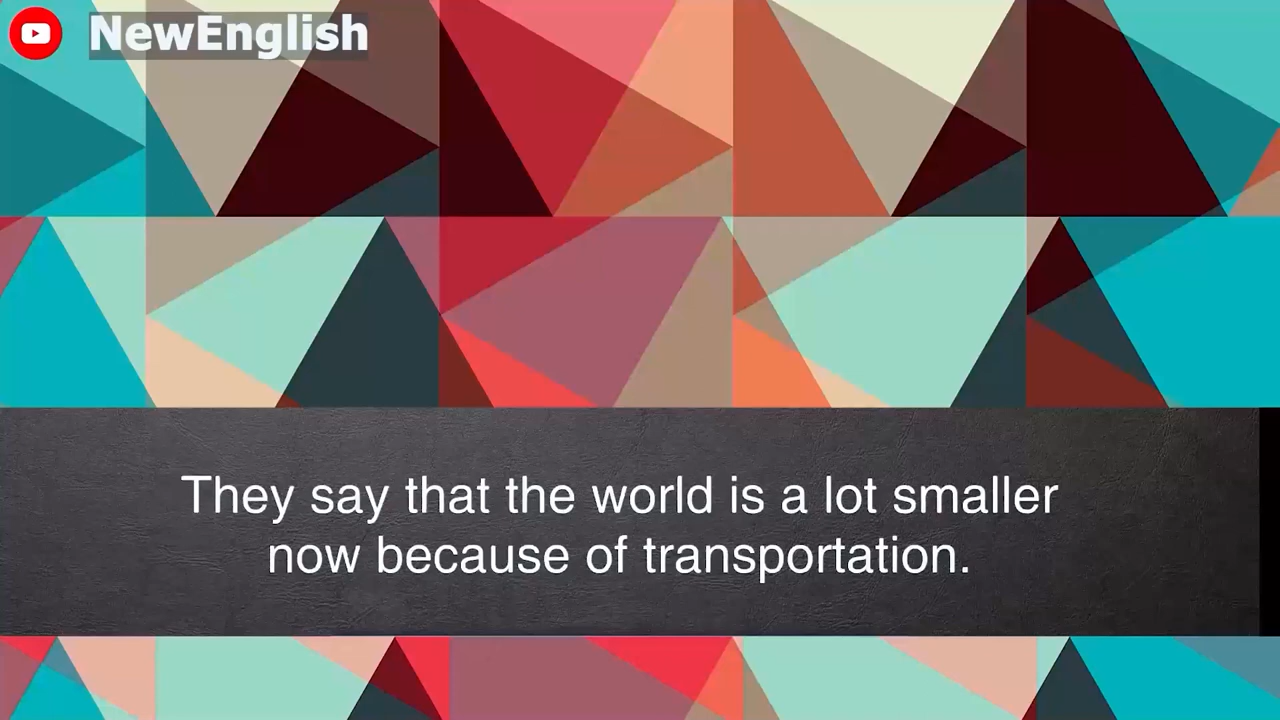 NewEnglish
They say that the world is a lot smaller
now because of transportation.